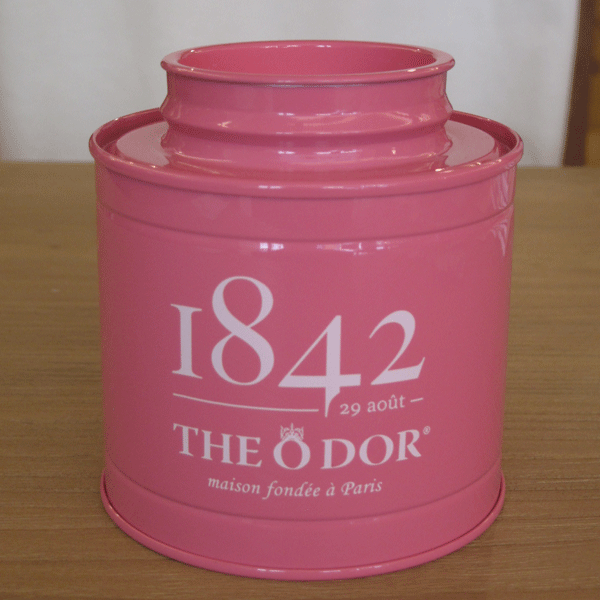 1842
29 août
THE Ô DOR®
maison fondée à Paris